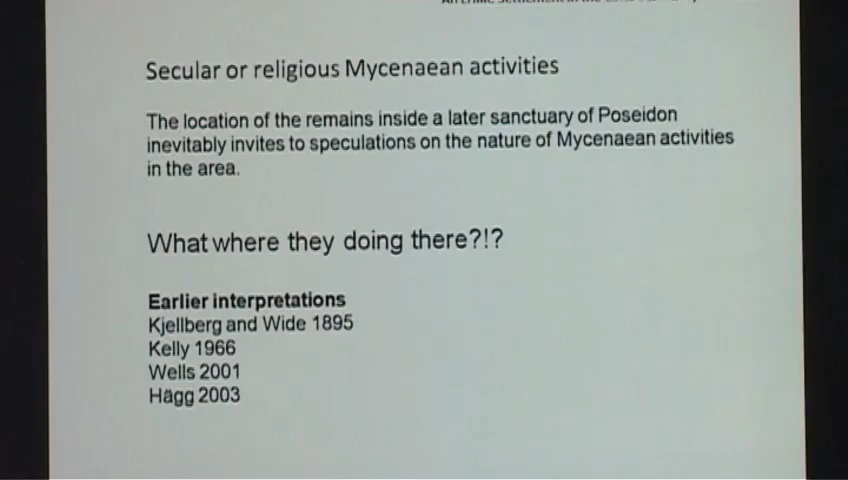 Secular or religious Mycenaean activities
The location of the remains inside a later sanctuary of Poseidon
inevitably invites to speculations on the nature of Mycenaean activities
in the area.
What where they doing there?!?
Earlier interpretations
Kjellberg and Wide 1895
Kelly 1966
Wells 2001
Hägg 2003